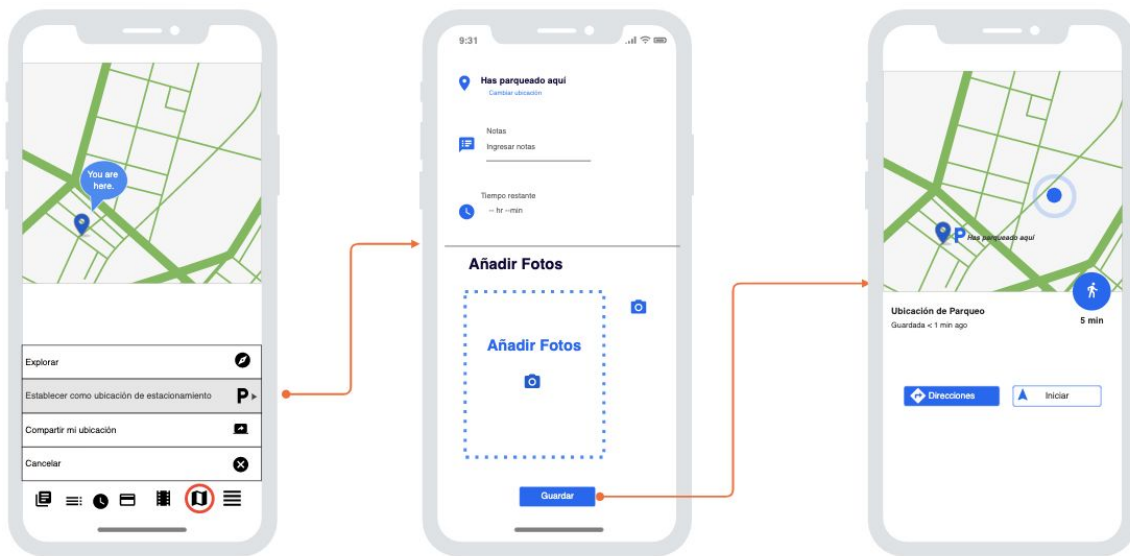 You are
here.
Explorar
Establecer como ubicación de estacionamiento
P
Compartir mi ubicación
Cancelar
9:31
Has parqueado aquí
Cambiar ubicación
Notas
Ingresar notas
Tiempo restante
-- hr --min
Añadir Fotos
Añadir Fotos
Guardar
P Has parqueado aquí
Ubicación de Parqueo
Guardada < 1 min ago
5 min
Direcciones
Iniciar